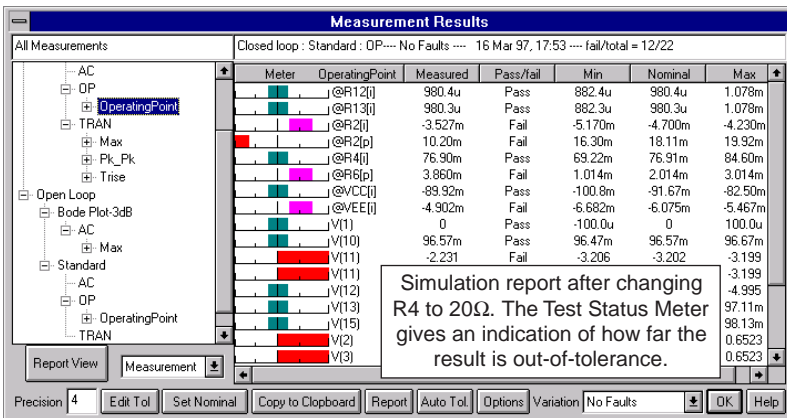 Measurement Results
All Measurements
Closed loop : Standard : OP---- No Faults ---- 16 Mar 97, 17:53 ---- fail/total = 12/22
AC
OP
OperatingPoint
TRAN
Max
Pk_Pk
Trise
Open Loop
Bode Plot-3dB
AC
Max
Standard
AC
OP
OperatingPoint
TRAN
Meter OperatingPoint Measured Pass/fail Min Nominal Max
@R12[i] 980.4u Pass 882.4u 980.4u 1.078m
@R13[i] 980.3u Pass 882.3u 980.3u 1.078m
@R2[i] -3.527m Fail -5.170m -4.700m -4.230m
@R2[p] 10.20m Fail 16.30m 18.11m 19.92m
@R4[i] 76.90m Pass 69.22m 76.91m 84.60m
@R6[p] 3.860m Fail 1.014m 2.014m 3.014m
@VCC[i] -89.92m Pass -100.8m -91.67m -82.50m
@VEE[i] -4.902m Fail -6.682m -6.075m -5.467m
V(1) 0 Pass -100.0u 0 100.0u
V(10) 96.57m Pass 96.47m 96.57m 96.67m
V(11) -2.231 Fail -3.206 -3.202 -3.199
V(11) -3.199
V(12) -4.995
V(13) 97.11m
V(15) 98.13m
V(2) 0.6523
V(3) 0.6523
Simulation report after changing
R4 to 20Ω. The Test Status Meter
gives an indication of how far the
result is out-of-tolerance.
Report View Measurement
Precision 4 Edit Tol Set Nominal Copy to Clopboard Report Auto Tol. Options Variation No Faults OK Help